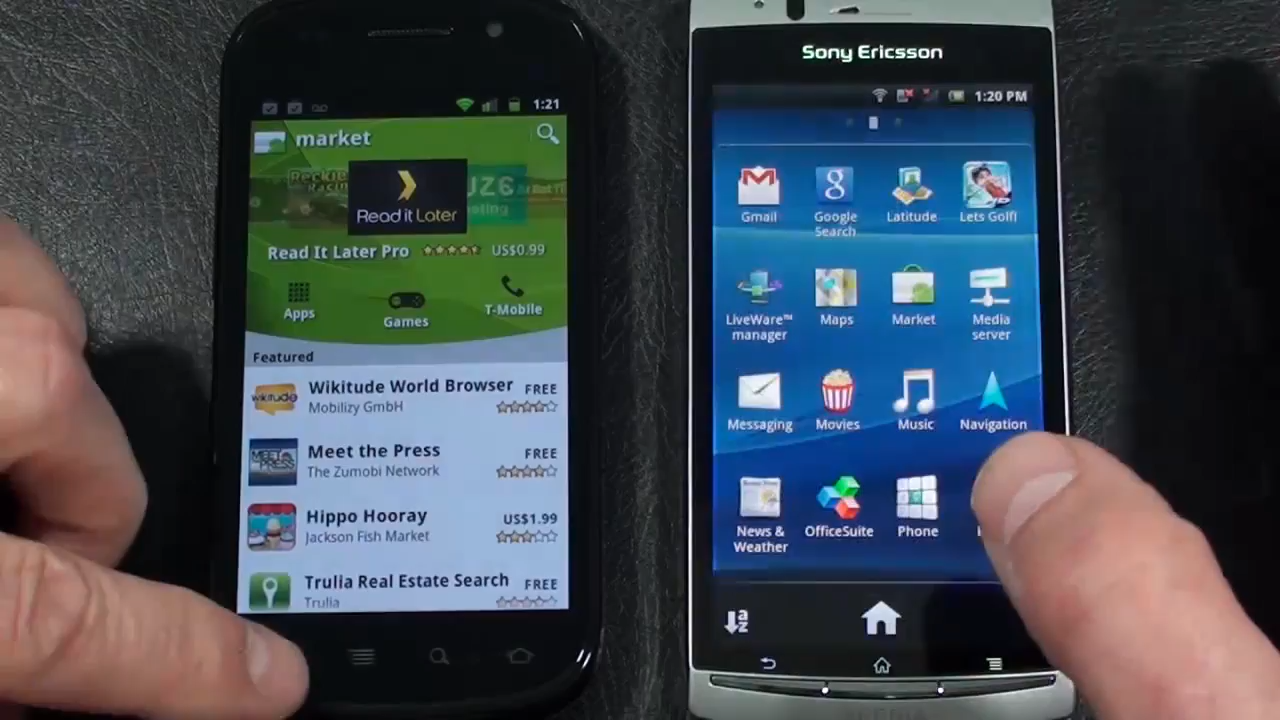 1:21
market
Read it Later
Read It Later Pro
US$0.99
Apps
Games
T-Mobile
Featured
Wikitude World Browser
FREE
Mobilizy GmbH
wikitude
Meet the Press
FREE
The Zumobi Network
MEET
PRESS
Hippo Hooray
US$1.99
Jackson Fish Market
Trulia Real Estate Search
FREE
Trulia
Sony Ericsson
1:20 PM
Gmail
Google
Search
Latitude
Lets Golf!
LiveWare™
manager
Maps
Market
Media
server
Messaging
Movies
Music
Navigation
News &
Weather
OfficeSuite
Phone
a
z